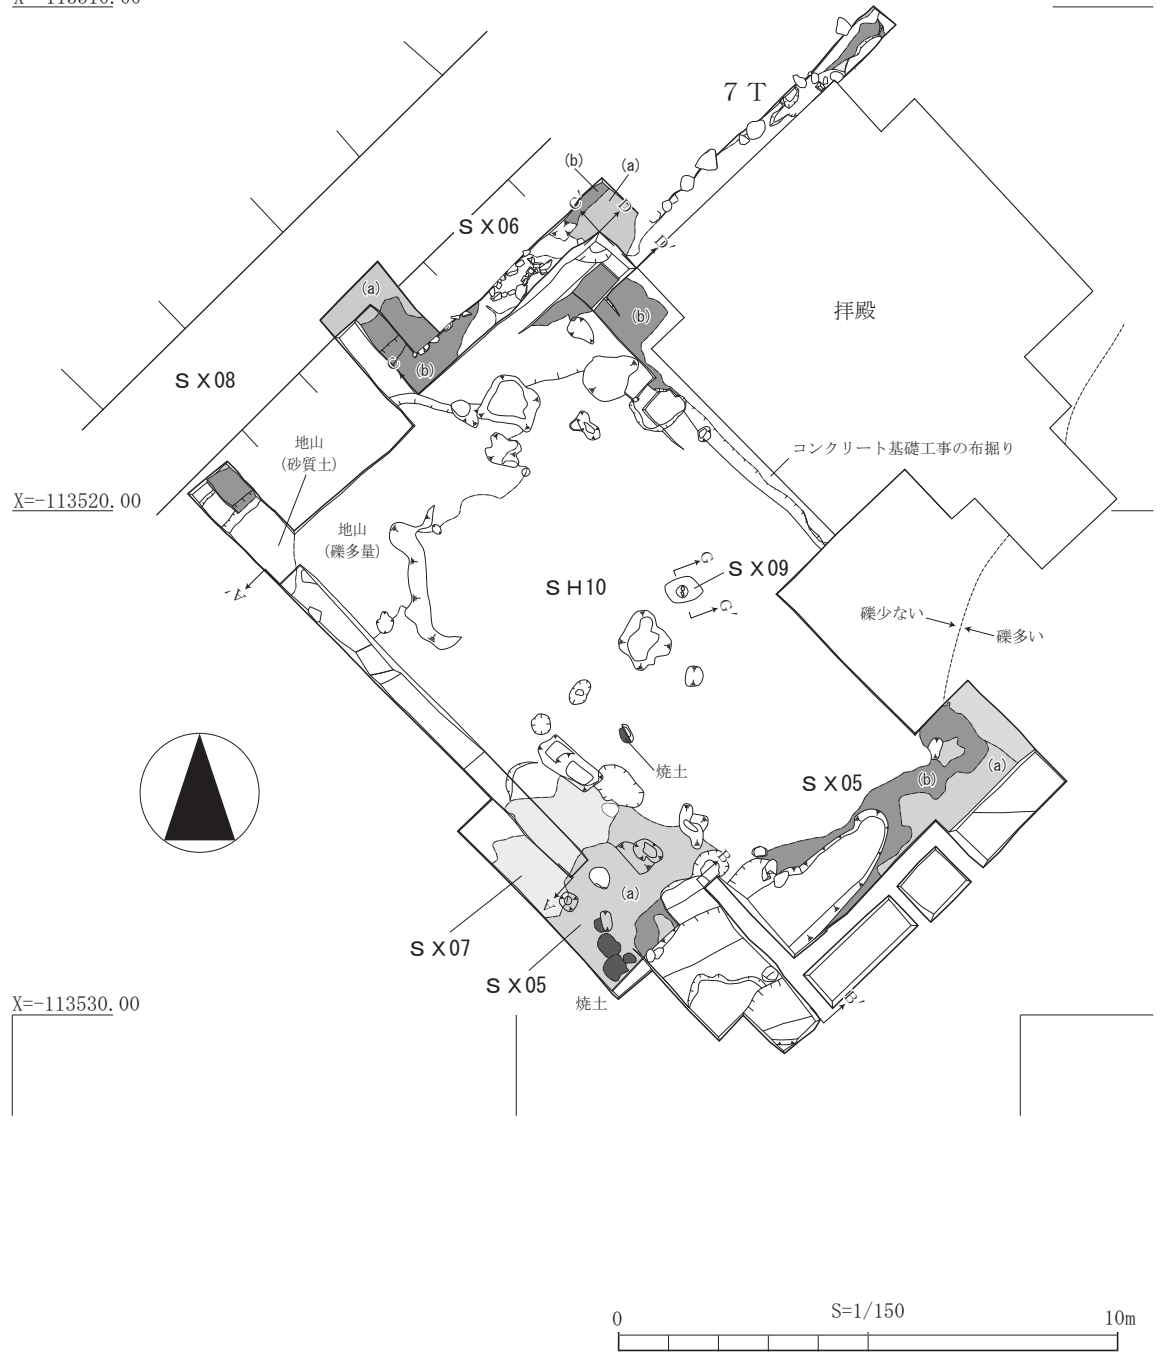 7 T
(b)
(a)
C'
D
D'
S X06
(a)
拝殿
(b)
S X08
C
(b)
コンクリート基礎工事の布掘り
地山
(砂質土)
X=-113520.00
地山
(礫多量)
G
S X09
S H10
A'
G'
礫少ない
礫多い
焼土
S X05
(b)
(a)
B
(a)
A
S X07
S X05
焼土
B'
X=-113530.00
S=1/150
0
10m